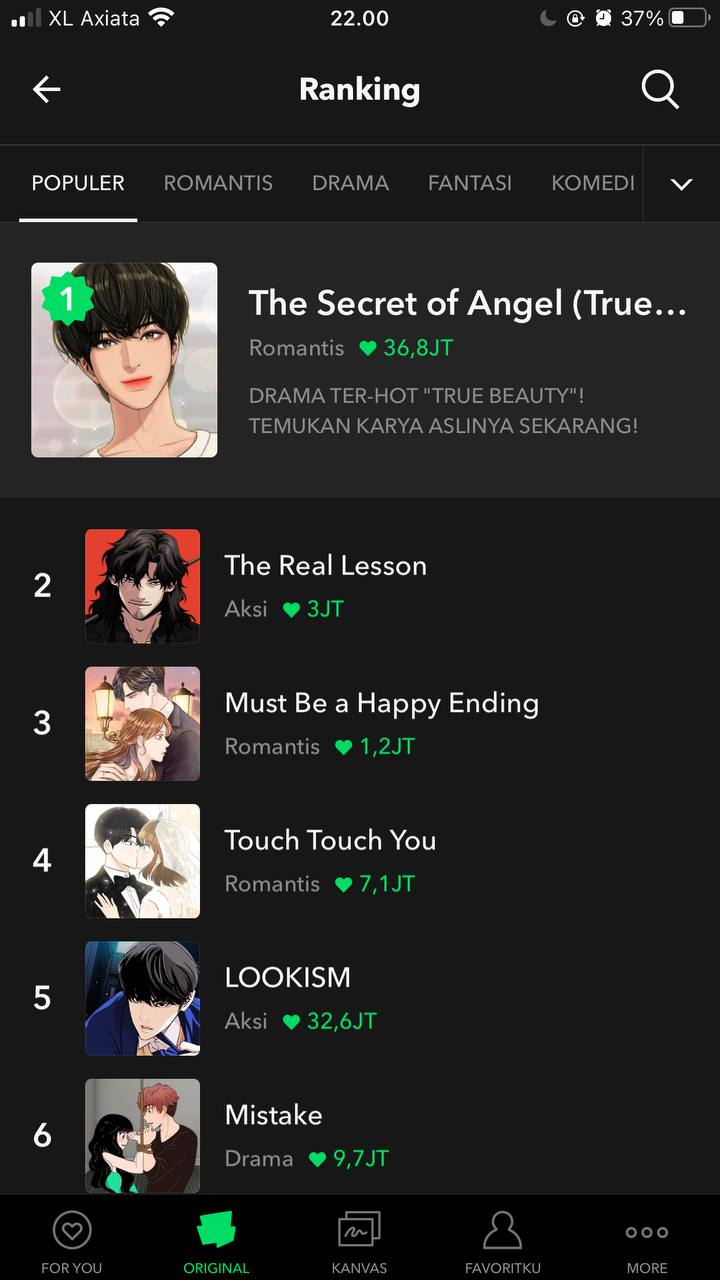 XL Axiata 22.00 37%
Ranking
POPULER ROMANTIS DRAMA FANTASI KOMEDI
1
The Secret of Angel (True...
Romantis 36,8JT
DRAMA TER-HOT "TRUE BEAUTY"!
TEMUKAN KARYA ASLINYA SEKARANG!
2
The Real Lesson
Aksi 3JT
3
Must Be a Happy Ending
Romantis 1,2JT
4
Touch Touch You
Romantis 7,1JT
5
LOOKISM
Aksi 32,6JT
6
Mistake
Drama 9,7JT
FOR YOU ORIGINAL KANVAS FAVORITKU MORE